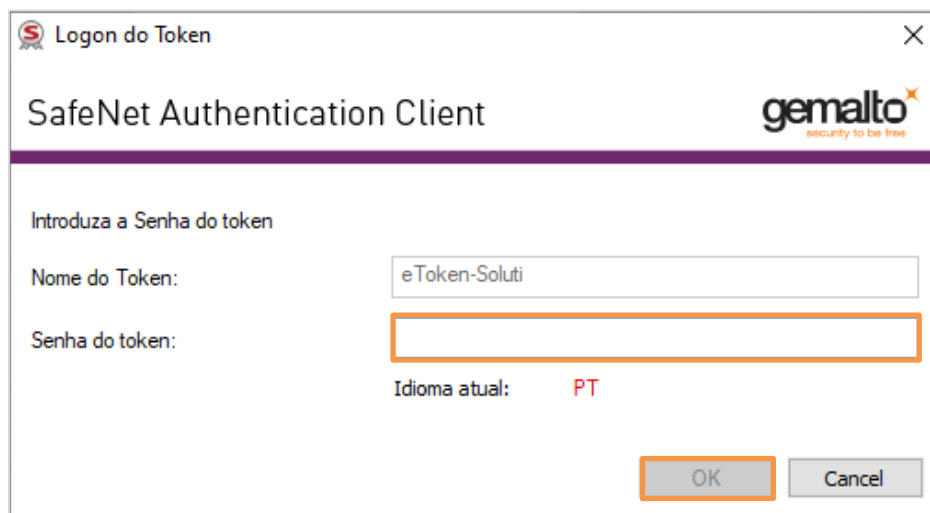 Logon do Token
SafeNet Authentication Client
gemalto
security to be free
Introduza a Senha do token
Nome do Token: eToken-Soluti
Senha do token:
Idioma atual: PT
OK Cancel